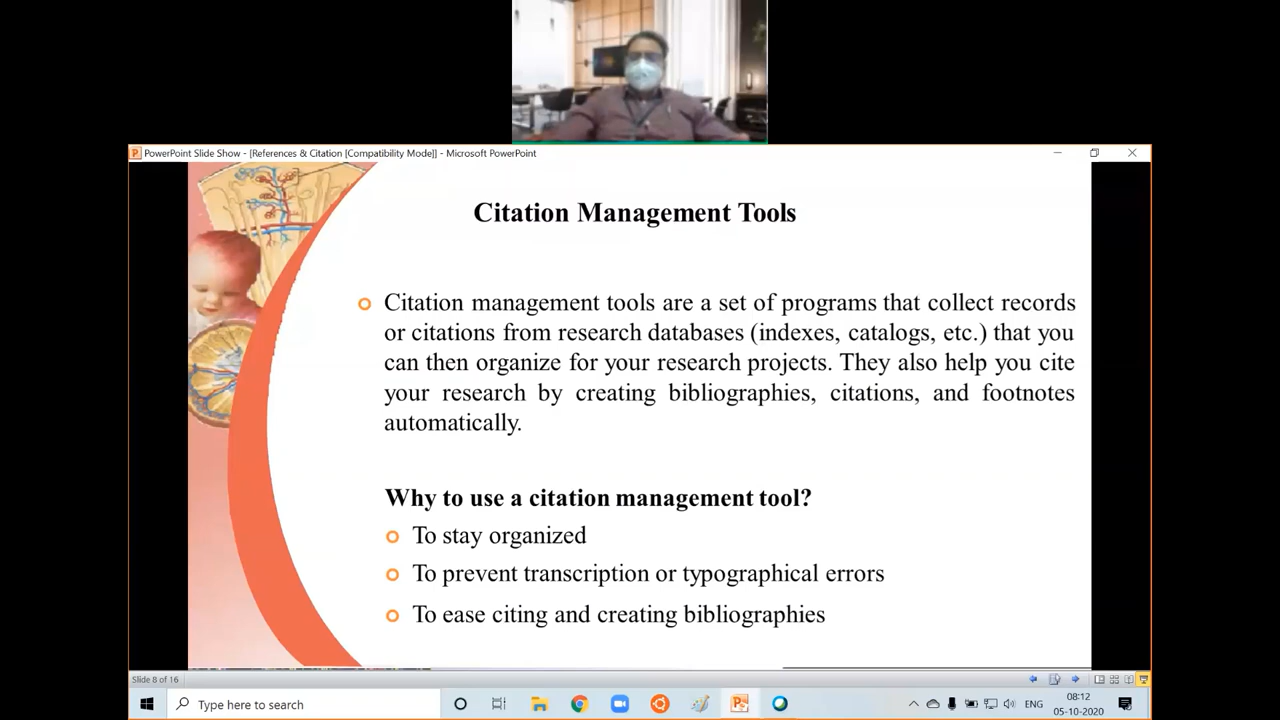 PowerPoint Slide Show - [References & Citation [Compatibility Mode]] - Microsoft PowerPoint
Citation Management Tools
Citation management tools are a set of programs that collect records
or citations from research databases (indexes, catalogs, etc.) that you
can then organize for your research projects. They also help you cite
your research by creating bibliographies, citations, and footnotes
automatically.
Why to use a citation management tool?
To stay organized
To prevent transcription or typographical errors
To ease citing and creating bibliographies
Slide 8 of 16
Type here to search
ENG
08:12
05-10-2020